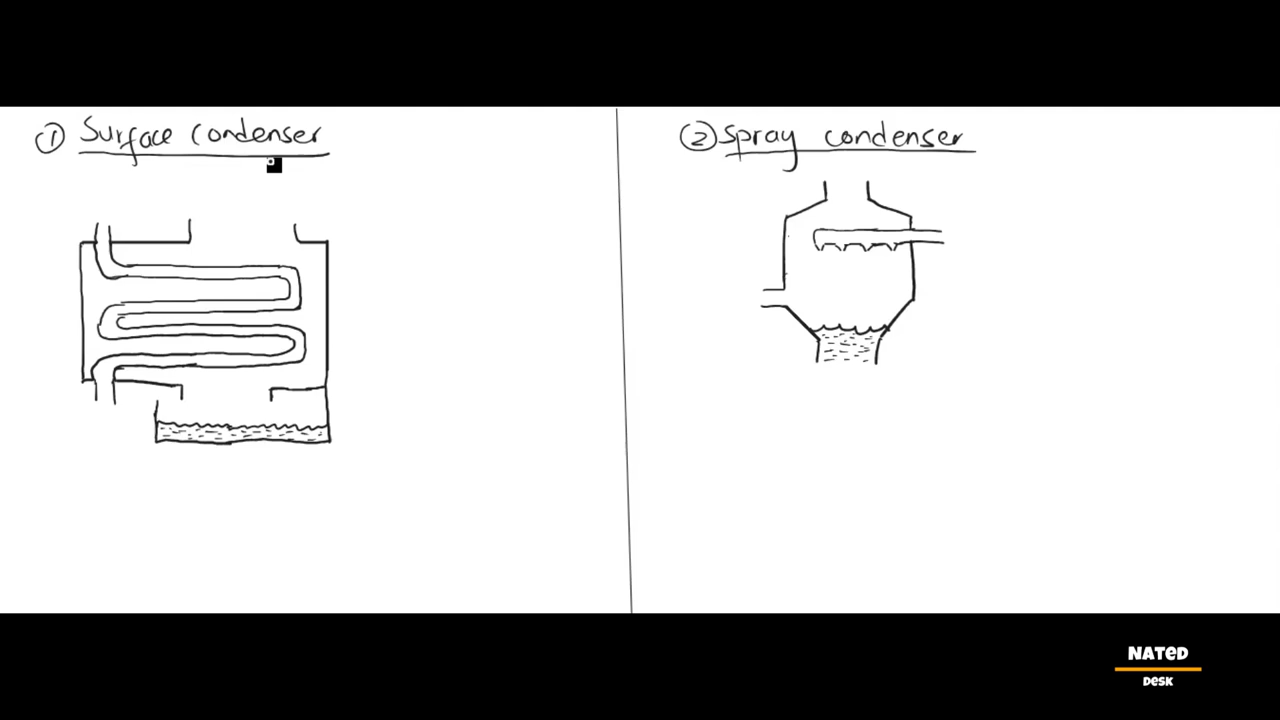 ① Surface condenser
② Spray condenser
NATED
DESK